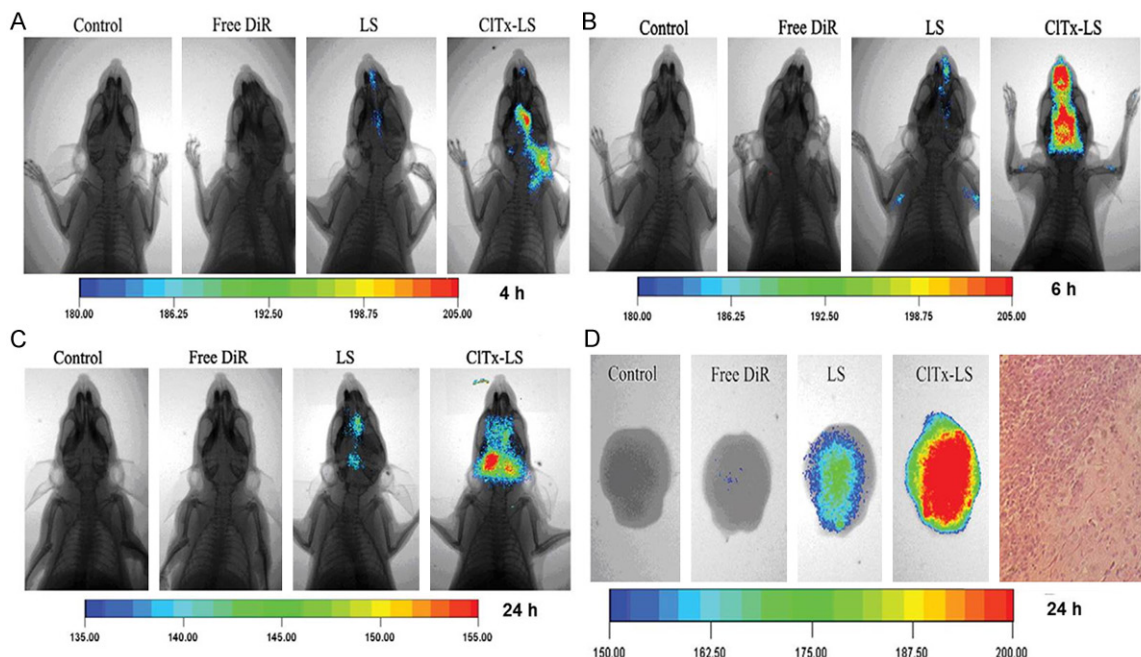 A
Control Free DiR LS ClTx-LS
180.00 186.25 192.50 198.75 205.00 4 h
B
Control Free DiR LS ClTx-LS
180.00 186.25 192.50 198.75 205.00 6 h
C
Control Free DiR LS ClTx-LS
135.00 140.00 145.00 150.00 155.00 24 h
D
Control Free DiR LS ClTx-LS
150.00 162.50 175.00 187.50 200.00 24 h